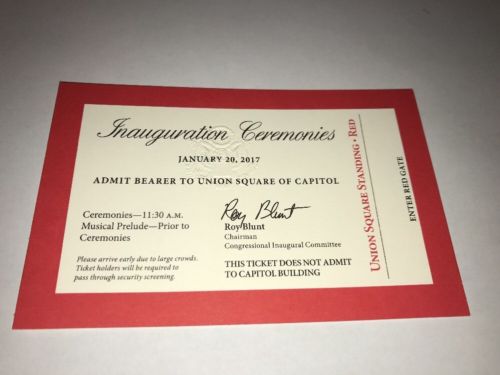 Inauguration Ceremonies
JANUARY 20, 2017
ADMIT BEARER TO UNION SQUARE OF CAPITOL
Ceremonies—11:30 A.M.
Musical Prelude—Prior to
Ceremonies
Please arrive early due to large crowds.
Ticket holders will be required to
pass through security screening.
Roy Blunt
Roy Blunt
Chairman
Congressional Inaugural Committee
THIS TICKET DOES NOT ADMIT
TO CAPITOL BUILDING
UNION SQUARE STANDING • RED
ENTER RED GATE